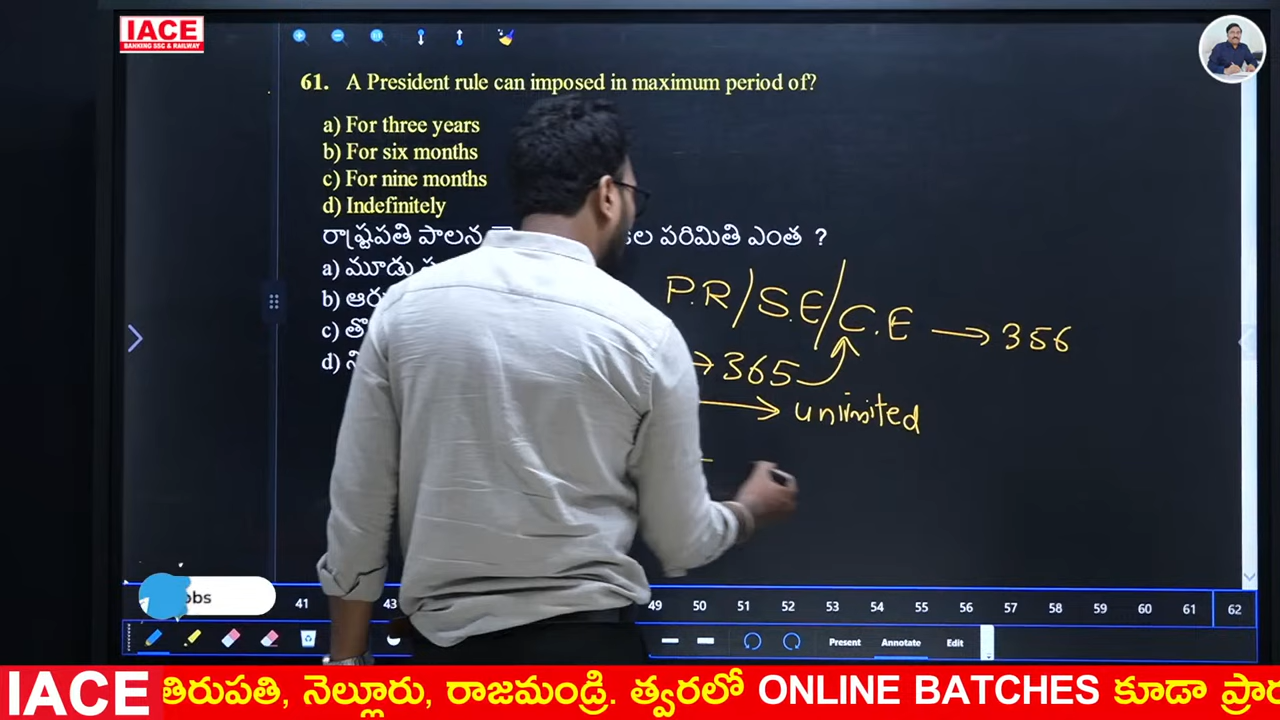 IACE
BANKING SSC & RAILWAY
61. A President rule can imposed in maximum period of?
a) For three years
b) For six months
c) For nine months
d) Indefinitely
రాష్ట్రపతి పాలన పరిమితి ఎంత ?
a) మూడు
b)
c)
d)
P.R/S.E/C.E → 356
→ 365
→ unlimited
41 43 49 50 51 52 53 54 55 56 57 58 59 60 61 62
Present Annotate Edit
IACE తిరుపతి, నెల్లూరు, రాజమండ్రి. త్వరలో ONLINE BATCHES కూడా